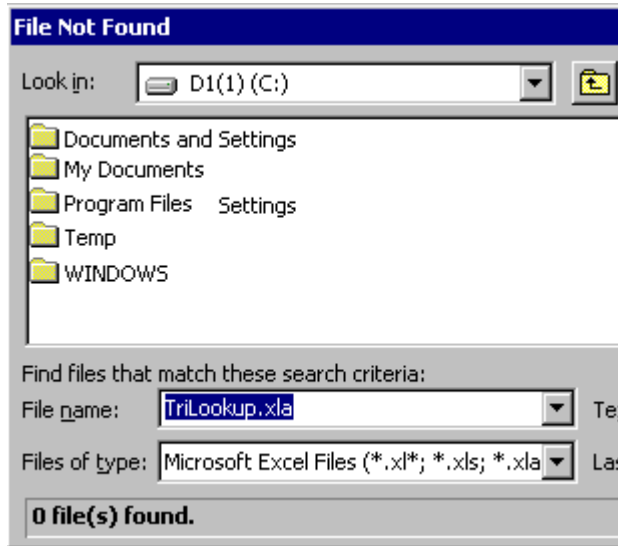 File Not Found
Look in: D1(1) (C:)
Documents and Settings
My Documents
Program Files Settings
Temp
WINDOWS
Find files that match these search criteria:
File name: TriLookup.xla
Files of type: Microsoft Excel Files (*.xl*; *.xls; *.xla
0 file(s) found.